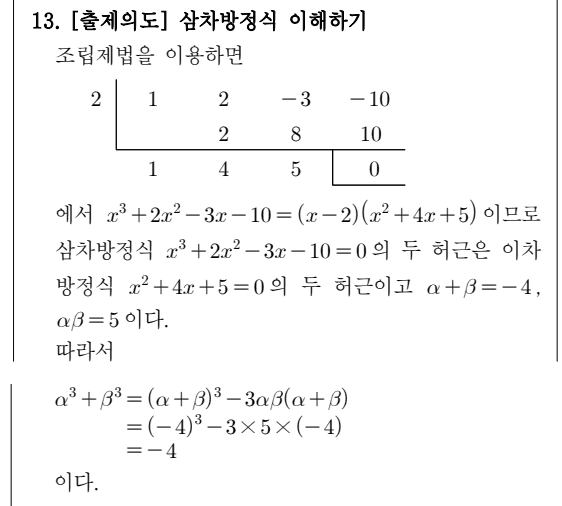 13. [출제의도] 삼차방정식 이해하기
조립제법을 이용하면
2 1 2 −3 −10
2 8 10
1 4 5 0
에서 x³+2x²−3x−10=(x−2)(x²+4x+5)이므로
삼차방정식 x³+2x²−3x−10=0의 두 허근은 이차
방정식 x²+4x+5=0의 두 허근이고 α+β=−4,
αβ=5이다.
따라서
α³+β³=(α+β)³−3αβ(α+β)
=(−4)³−3×5×(−4)
=−4
이다.